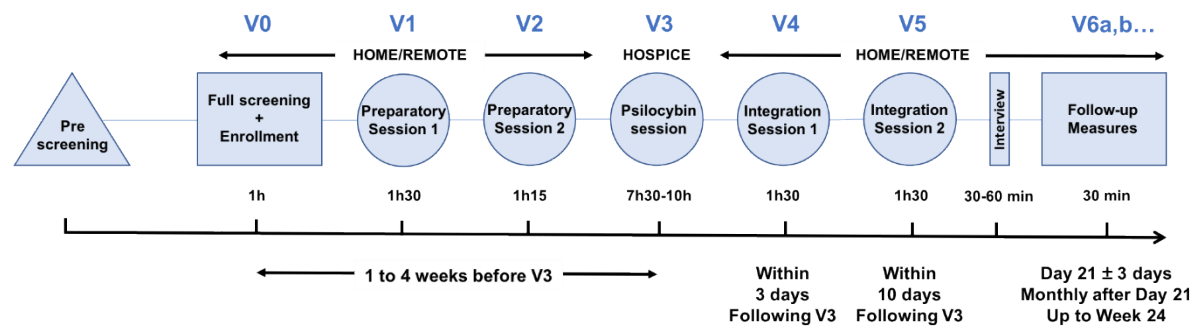 V0 V1 V2 V3 V4 V5 V6a,b...
HOME/REMOTE HOSPICE HOME/REMOTE
Pre
screening
Full screening
+
Enrollment
Preparatory
Session 1
Preparatory
Session 2
Psilocybin
session
Integration
Session 1
Integration
Session 2
Interview
Follow-up
Measures
1h 1h30 1h15 7h30-10h 1h30 1h30 30-60 min 30 min
1 to 4 weeks before V3
Within
3 days
Following V3
Within
10 days
Following V3
Day 21 ± 3 days
Monthly after Day 21
Up to Week 24